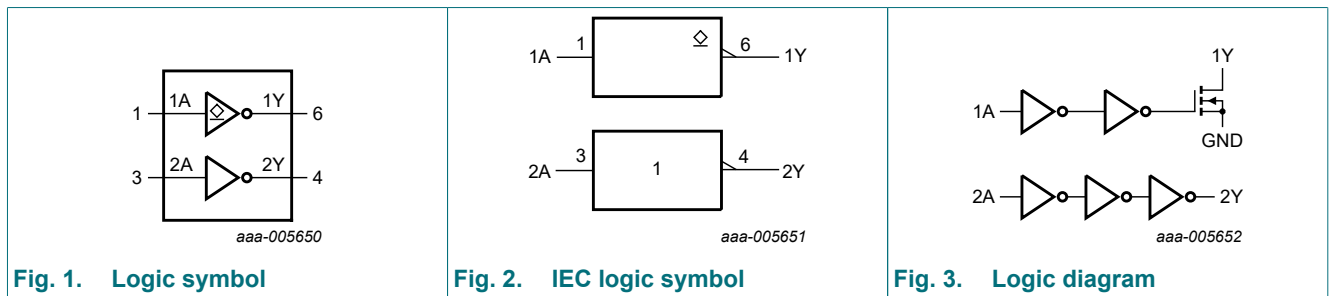 1 1A 1Y 6
3 2A 2Y 4
aaa-005650
Fig. 1. Logic symbol
1A 1 6 1Y
2A 3 1 4 2Y
aaa-005651
Fig. 2. IEC logic symbol
1Y
1A
GND
2A 2Y
aaa-005652
Fig. 3. Logic diagram